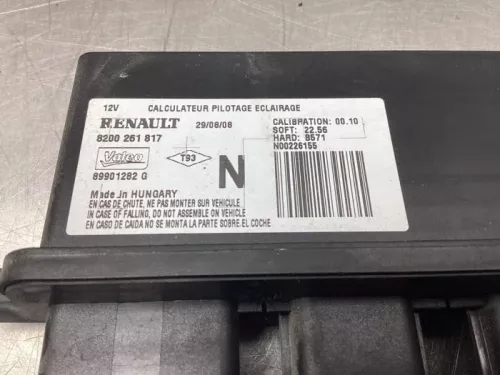 12V CALCULATEUR PILOTAGE ECLAIRAGE
RENAULT 29/08/08 CALIBRATION: 00.10
8200 261 817 SOFT: 22.56
HARD: 8571
N00226155
Valeo T93 N
89901282 G
Made in HUNGARY
EN CAS DE CHUTE, NE PAS MONTER SUR VEHICULE
IN CASE OF FALLING, DO NOT ASSEMBLE ON VEHICLE
EN CASO DE CAIDA NO SE MONTA LA PARTE SOBRE EL COCHE